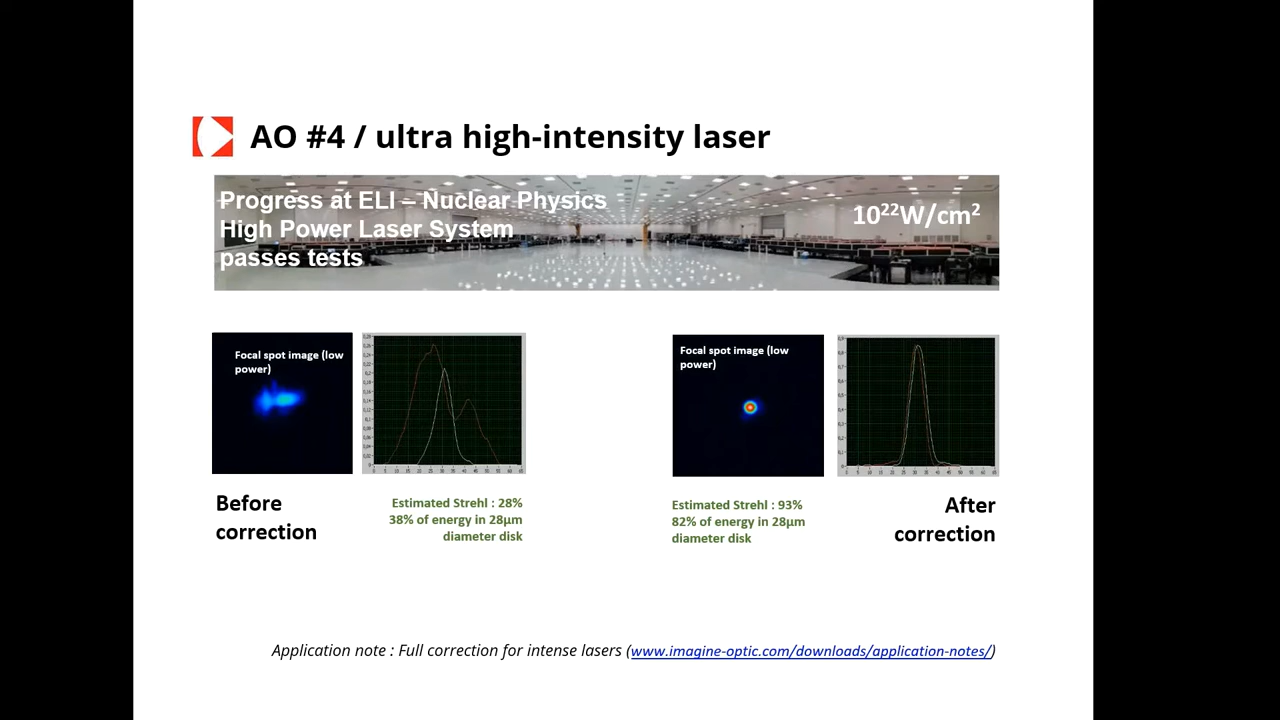 AO #4 / ultra high-intensity laser
Progress at ELI – Nuclear Physics
High Power Laser System
passes tests
10²²W/cm²
Focal spot image (low
power)
Focal spot image (low
power)
Before
correction
Estimated Strehl : 28%
38% of energy in 28µm
diameter disk
Estimated Strehl : 93%
82% of energy in 28µm
diameter disk
After
correction
Application note : Full correction for intense lasers (www.imagine-optic.com/downloads/application-notes/)